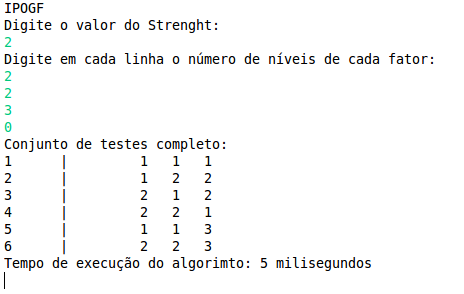 IPOGF
Digite o valor do Strenght:
2
Digite em cada linha o número de níveis de cada fator:
2
2
3
0
Conjunto de testes completo:
1 | 1 1 1
2 | 1 2 2
3 | 2 1 2
4 | 2 2 1
5 | 1 1 3
6 | 2 2 3
Tempo de execução do algorimto: 5 milisegundos